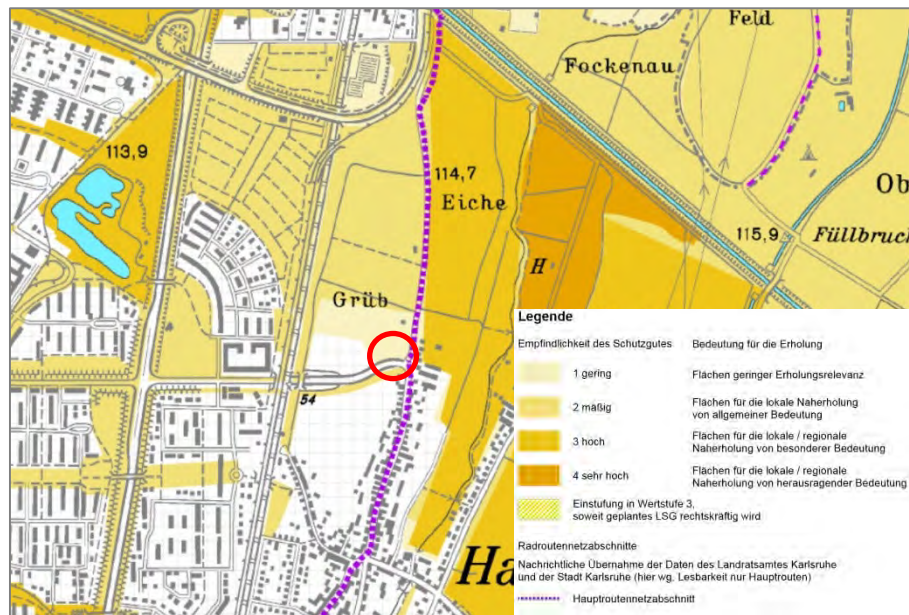 Feld
Fockenau
113,9
114,7
Eiche
Ob
115,9
Füllbruc
H
Grüb
54
Ha
Legende
Empfindlichkeit des Schutzgutes Bedeutung für die Erholung
1 gering Flächen geringer Erholungsrelevanz
2 mäßig Flächen für die lokale Naherholung
von allgemeiner Bedeutung
3 hoch Flächen für die lokale / regionale
Naherholung von besonderer Bedeutung
4 sehr hoch Flächen für die lokale / regionale
Naherholung von herausragender Bedeutung
Einstufung in Wertstufe 3,
soweit geplantes LSG rechtskräftig wird
Radroutennetzabschnitte
Nachrichtliche Übernahme der Daten des Landratsamtes Karlsruhe
und der Stadt Karlsruhe (hier wg. Lesbarkeit nur Hauptrouten)
Hauptroutennetzabschnitt